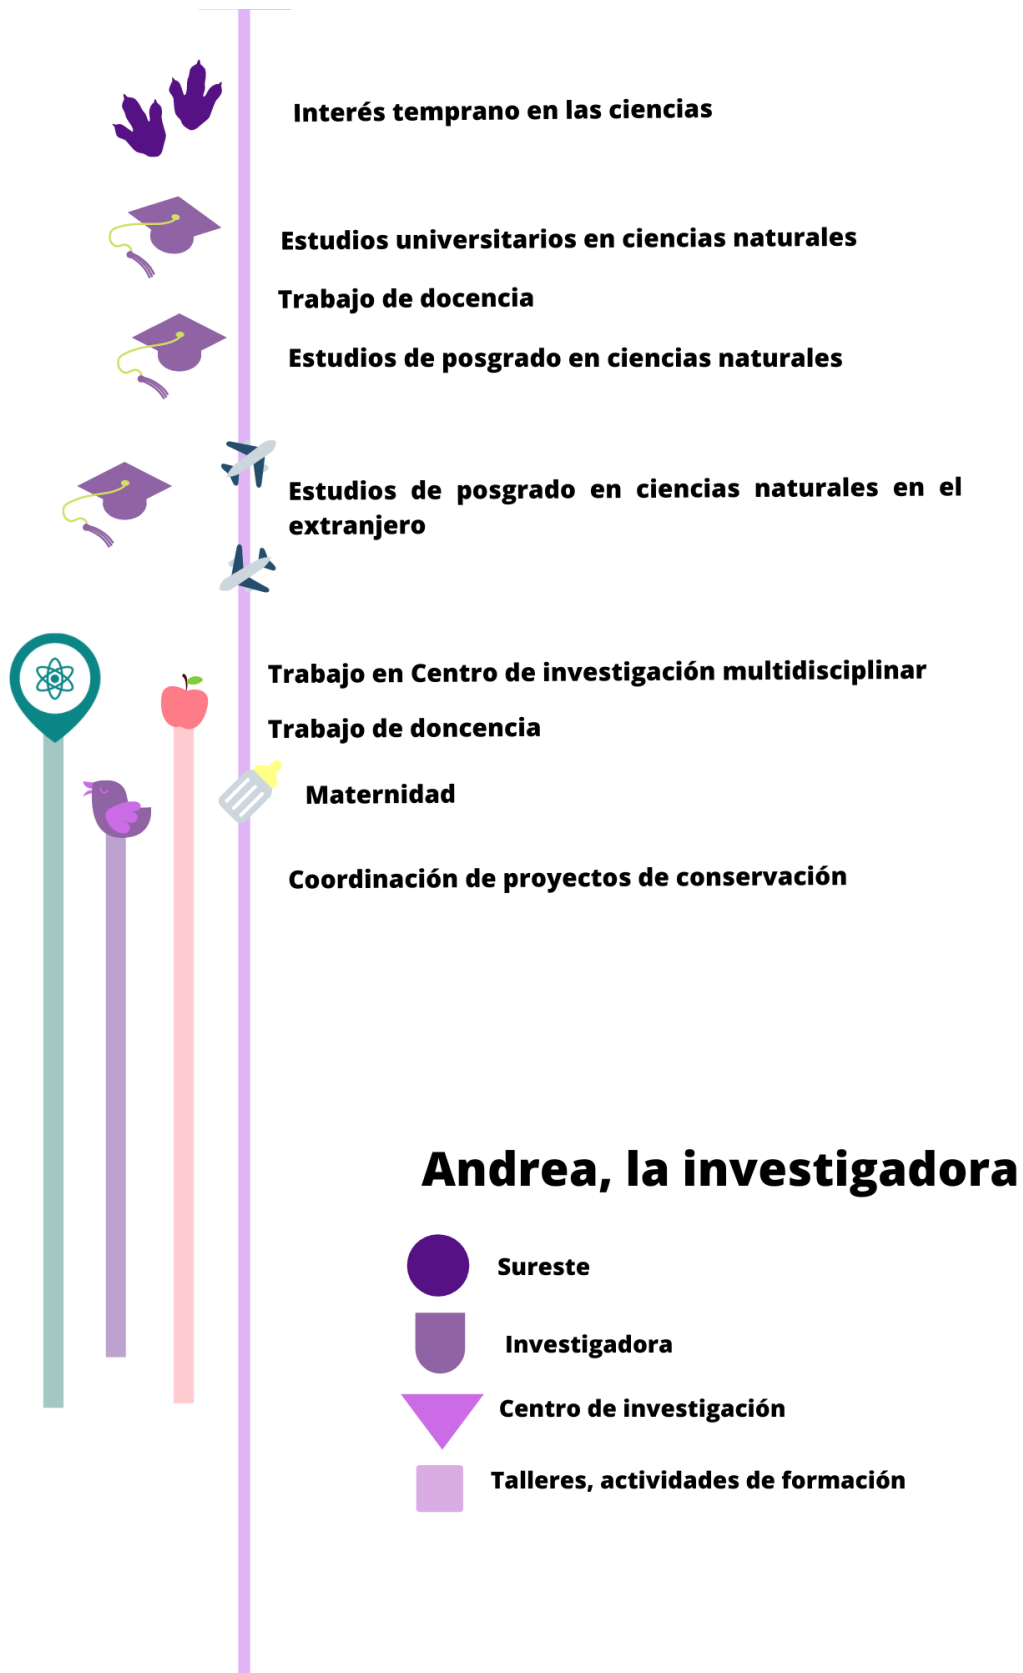 Interés temprano en las ciencias
Estudios universitarios en ciencias naturales
Trabajo de docencia
Estudios de posgrado en ciencias naturales
Estudios de posgrado en ciencias naturales en el
extranjero
Trabajo en Centro de investigación multidisciplinar
Trabajo de doncencia
Maternidad
Coordinación de proyectos de conservación
Andrea, la investigadora
Sureste
Investigadora
Centro de investigación
Talleres, actividades de formación